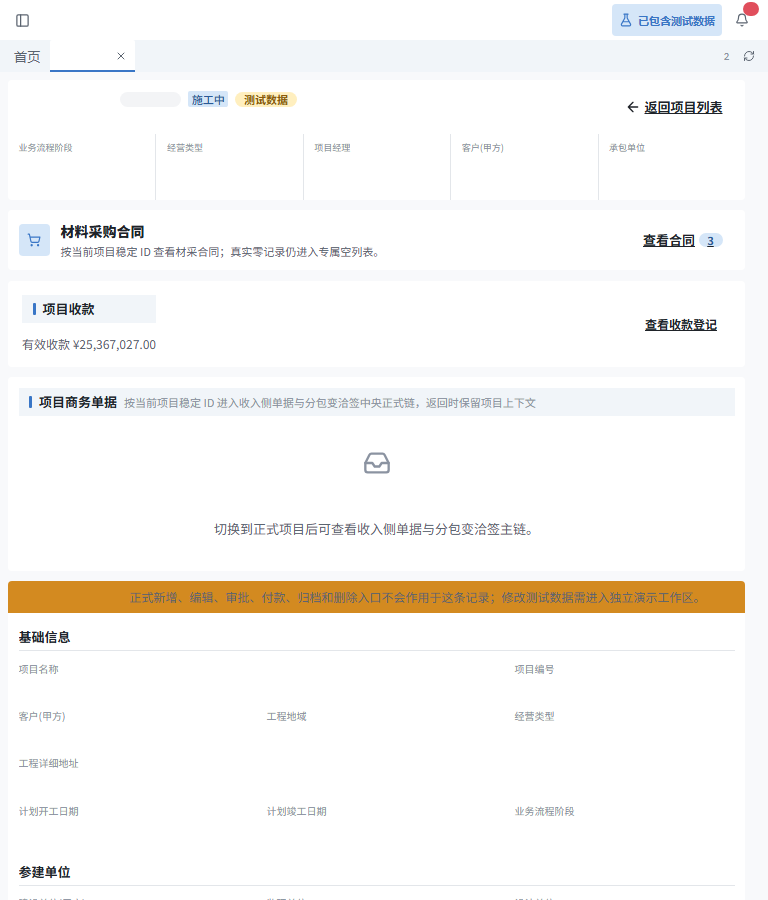 已包含测试数据
首页
2
施工中 测试数据
返回项目列表
业务流程阶段 经营类型 项目经理 客户(甲方) 承包单位
材料采购合同
按当前项目稳定 ID 查看材采合同；真实零记录仍进入专属空列表。
查看合同 3
项目收款
有效收款 ¥25,367,027.00
查看收款登记
项目商务单据 按当前项目稳定 ID 进入收入侧单据与分包变洽签中央正式链，返回时保留项目上下文
切换到正式项目后可查看收入侧单据与分包变洽签主链。
正式新增、编辑、审批、付款、归档和删除入口不会作用于这条记录；修改测试数据需进入独立演示工作区。
基础信息
项目名称 项目编号
客户(甲方) 工程地域 经营类型
工程详细地址
计划开工日期 计划竣工日期 业务流程阶段
参建单位